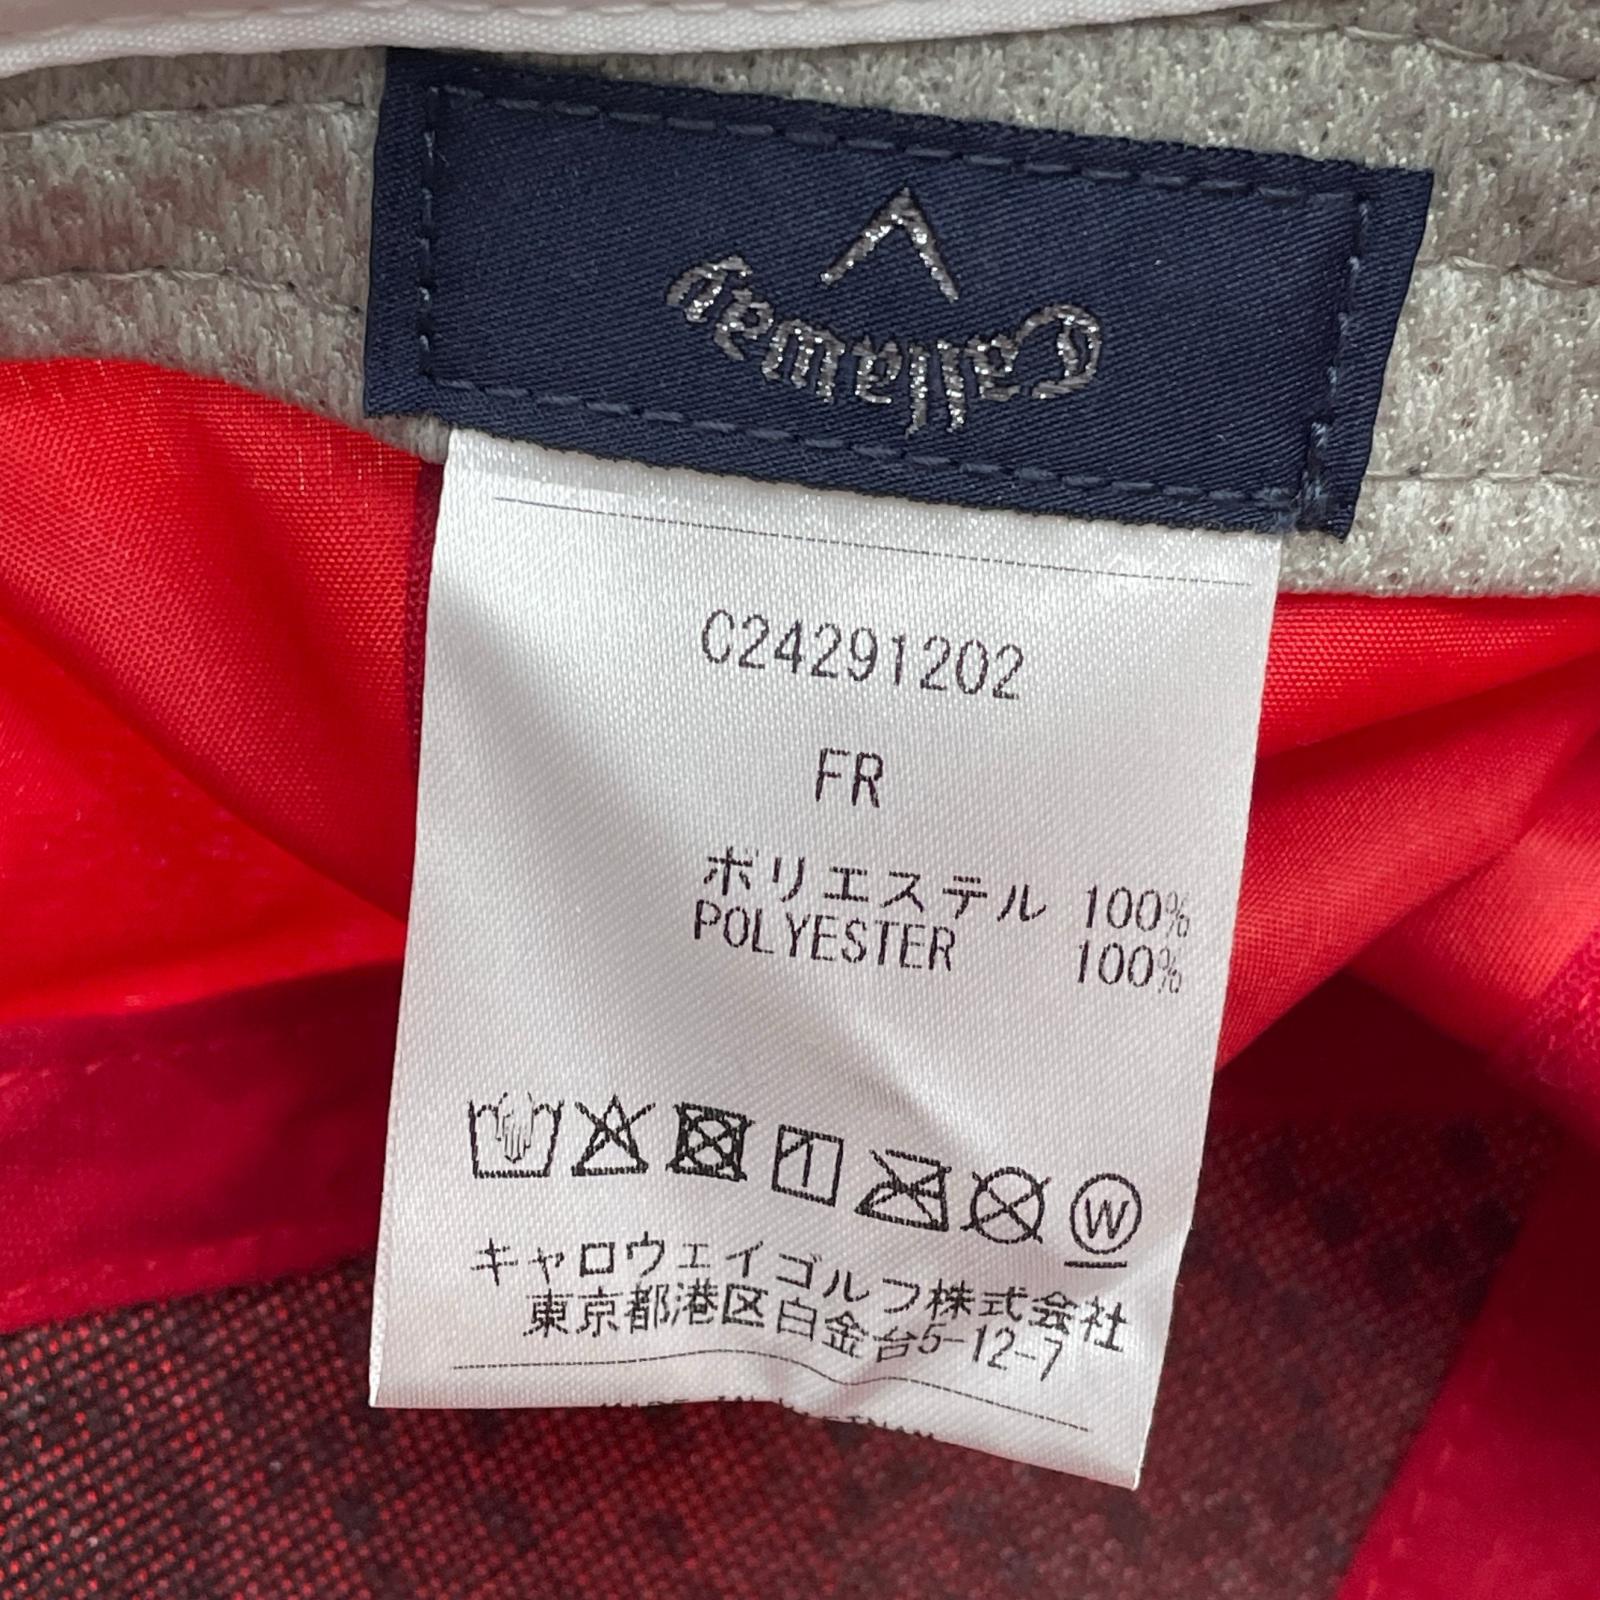 Callaway
C24291202
FR
ポリエステル 100%
POLYESTER 100%
W
キャロウェイゴルフ株式会社
東京都港区白金台5-12-7